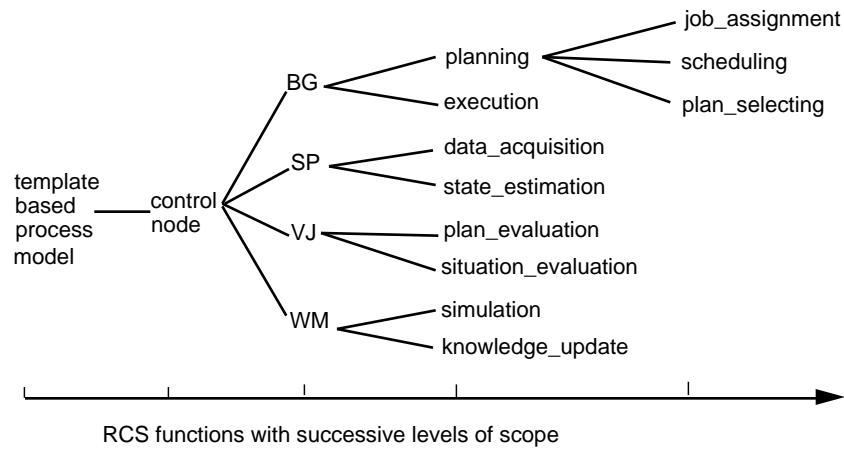 template
based
process
model
control
node
BG
SP
VJ
WM
planning
execution
data_acquisition
state_estimation
plan_evaluation
situation_evaluation
simulation
knowledge_update
job_assignment
scheduling
plan_selecting
RCS functions with successive levels of scope